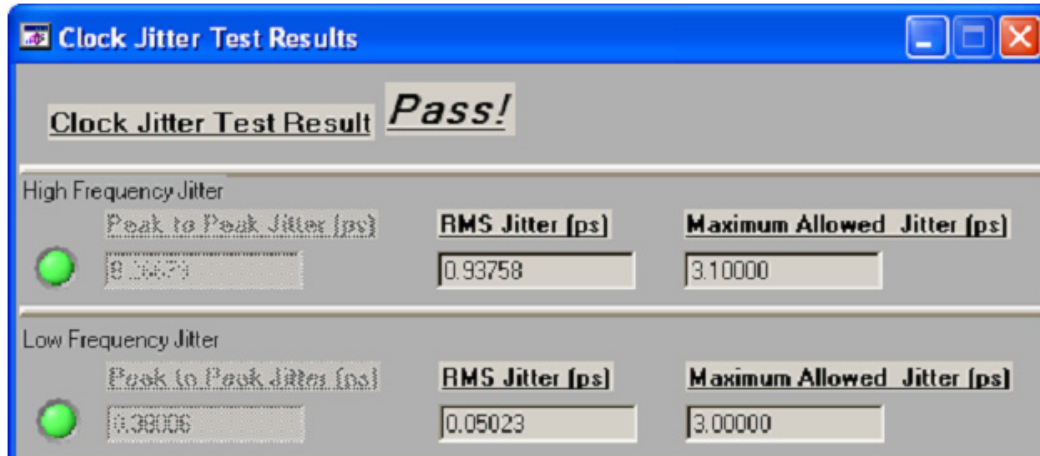 Clock Jitter Test Results
Clock Jitter Test Result Pass!
High Frequency Jitter
Peak to Peak Jitter (ps) RMS Jitter (ps) Maximum Allowed Jitter (ps)
0.93758 3.10000
Low Frequency Jitter
Peak to Peak Jitter (ps) RMS Jitter (ps) Maximum Allowed Jitter (ps)
0.38006 0.05023 3.00000